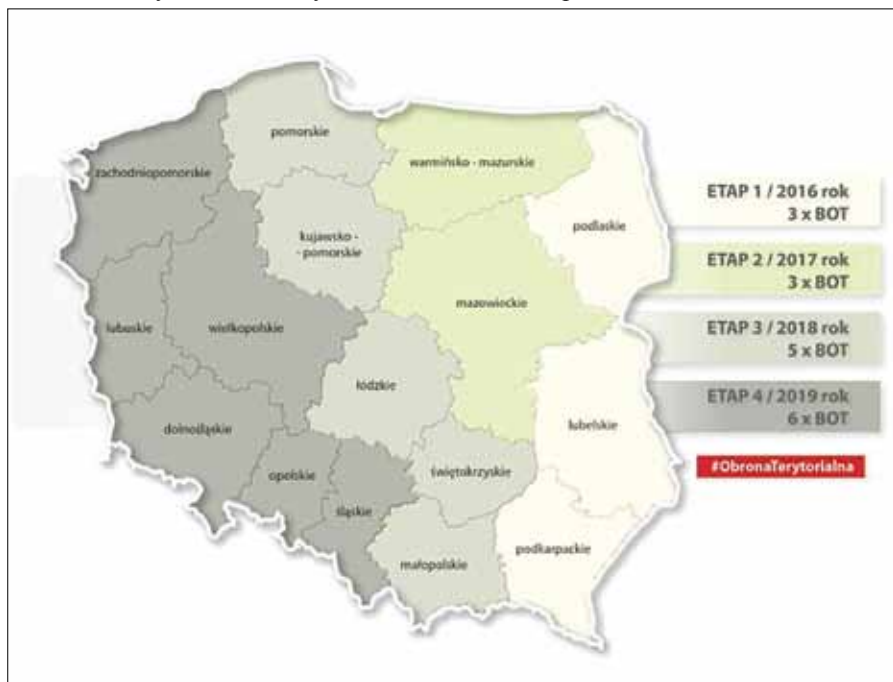 pomorskie
warmińsko - mazurskie
zachodniopomorskie
podlaskie
kujawsko -
- pomorskie
mazowieckie
lubuskie
wielkopolskie
łódzkie
dolnośląskie
lubelskie
opolskie
świętokrzyskie
śląskie
podkarpackie
małopolskie
ETAP 1 / 2016 rok
3 x BOT
ETAP 2 / 2017 rok
3 x BOT
ETAP 3 / 2018 rok
5 x BOT
ETAP 4 / 2019 rok
6 x BOT
#ObronaTerytorialna